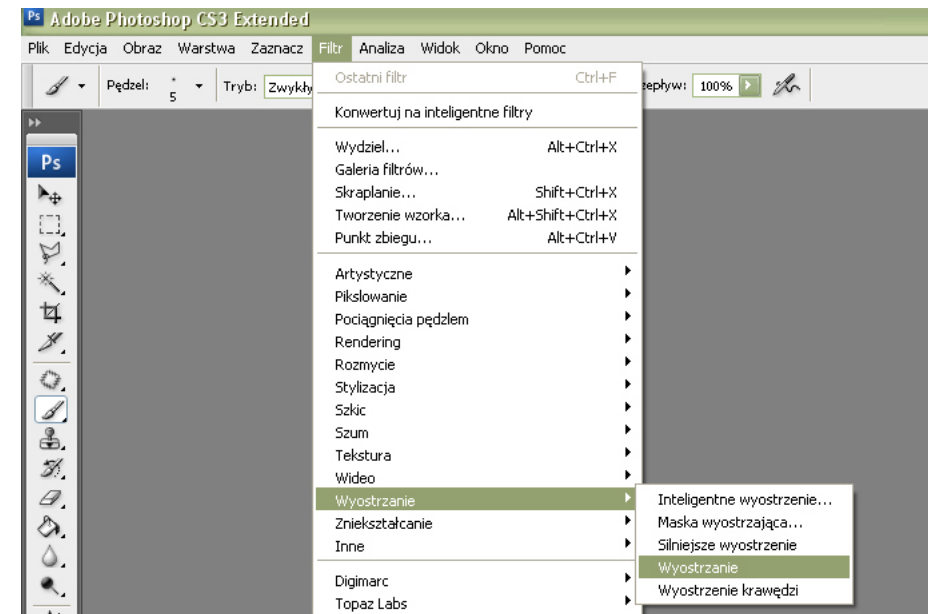 Ps Adobe Photoshop CS3 Extended
Plik Edycja Obraz Warstwa Zaznacz Filtr Analiza Widok Okno Pomoc
Pędzel: 5 Tryb: Zwykły zepływ: 100%
Ps
Ostatni filtr Ctrl+F
Konwertuj na inteligentne filtry
Wydziel... Alt+Ctrl+X
Galeria filtrów...
Skraplanie... Shift+Ctrl+X
Tworzenie wzorka... Alt+Shift+Ctrl+X
Punkt zbiegu... Alt+Ctrl+V
Artystyczne
Pikslowanie
Pociągnięcia pędzlem
Rendering
Rozmycie
Stylizacja
Szkic
Szum
Tekstura
Wideo
Wyostrzanie
Zniekształcanie
Inne
Digimarc
Topaz Labs
Inteligentne wyostrzenie...
Maska wyostrzająca...
Silniejsze wyostrzenie
Wyostrzanie
Wyostrzenie krawędzi